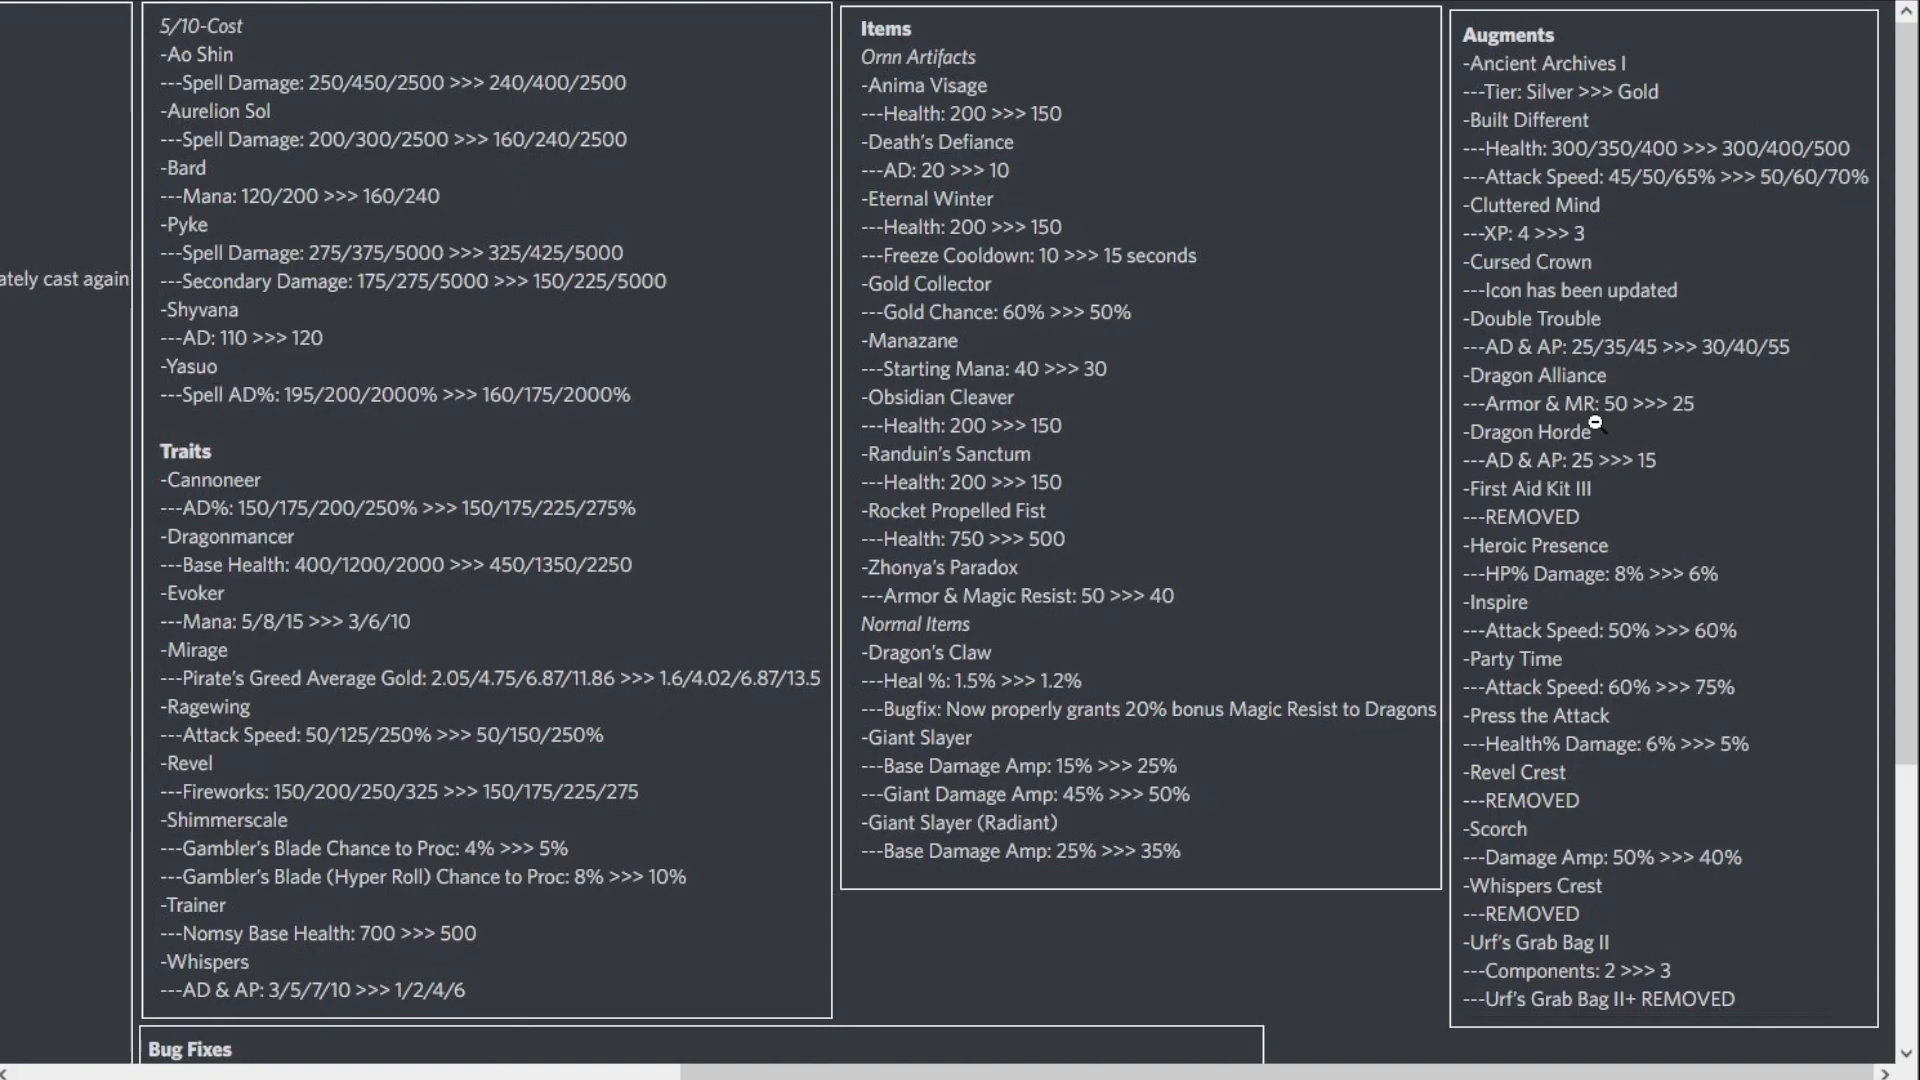 ately cast again
5/10-Cost
-Ao Shin
---Spell Damage: 250/450/2500 >>> 240/400/2500
-Aurelion Sol
---Spell Damage: 200/300/2500 >>> 160/240/2500
-Bard
---Mana: 120/200 >>> 160/240
-Pyke
---Spell Damage: 275/375/5000 >>> 325/425/5000
---Secondary Damage: 175/275/5000 >>> 150/225/5000
-Shyvana
---AD: 110 >>> 120
-Yasuo
---Spell AD%: 195/200/2000% >>> 160/175/2000%
Traits
-Cannoneer
---AD%: 150/175/200/250% >>> 150/175/225/275%
-Dragonmancer
---Base Health: 400/1200/2000 >>> 450/1350/2250
-Evoker
---Mana: 5/8/15 >>> 3/6/10
-Mirage
---Pirate's Greed Average Gold: 2.05/4.75/6.87/11.86 >>> 1.6/4.02/6.87/13.5
-Ragewing
---Attack Speed: 50/125/250% >>> 50/150/250%
-Revel
---Fireworks: 150/200/250/325 >>> 150/175/225/275
-Shimmerscale
---Gambler's Blade Chance to Proc: 4% >>> 5%
---Gambler's Blade (Hyper Roll) Chance to Proc: 8% >>> 10%
-Trainer
---Nomsy Base Health: 700 >>> 500
-Whispers
---AD & AP: 3/5/7/10 >>> 1/2/4/6
Bug Fixes
Items
Ornn Artifacts
-Anima Visage
---Health: 200 >>> 150
-Death's Defiance
---AD: 20 >>> 10
-Eternal Winter
---Health: 200 >>> 150
---Freeze Cooldown: 10 >>> 15 seconds
-Gold Collector
---Gold Chance: 60% >>> 50%
-Manazane
---Starting Mana: 40 >>> 30
-Obsidian Cleaver
---Health: 200 >>> 150
-Randuin's Sanctum
---Health: 200 >>> 150
-Rocket Propelled Fist
---Health: 750 >>> 500
-Zhonya's Paradox
---Armor & Magic Resist: 50 >>> 40
Normal Items
-Dragon's Claw
---Heal %: 1.5% >>> 1.2%
---Bugfix: Now properly grants 20% bonus Magic Resist to Dragons
-Giant Slayer
---Base Damage Amp: 15% >>> 25%
---Giant Damage Amp: 45% >>> 50%
-Giant Slayer (Radiant)
---Base Damage Amp: 25% >>> 35%
Augments
-Ancient Archives I
---Tier: Silver >>> Gold
-Built Different
---Health: 300/350/400 >>> 300/400/500
---Attack Speed: 45/50/65% >>> 50/60/70%
-Cluttered Mind
---XP: 4 >>> 3
-Cursed Crown
---Icon has been updated
-Double Trouble
---AD & AP: 25/35/45 >>> 30/40/55
-Dragon Alliance
---Armor & MR: 50 >>> 25
-Dragon Horde
---AD & AP: 25 >>> 15
-First Aid Kit III
---REMOVED
-Heroic Presence
---HP% Damage: 8% >>> 6%
-Inspire
---Attack Speed: 50% >>> 60%
-Party Time
---Attack Speed: 60% >>> 75%
-Press the Attack
---Health% Damage: 6% >>> 5%
-Revel Crest
---REMOVED
-Scorch
---Damage Amp: 50% >>> 40%
-Whispers Crest
---REMOVED
-Urf's Grab Bag II
---Components: 2 >>> 3
---Urf's Grab Bag II+ REMOVED